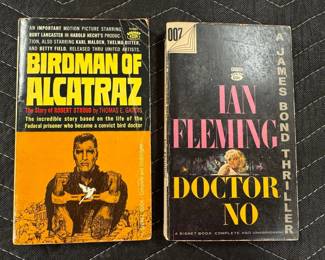 AN IMPORTANT MOTION PICTURE STARRING
BURT LANCASTER IN HAROLD HECHT'S PRODUC-
TION. ALSO STARRING KARL MALDEN, THELMA RITTER,
AND BETTY FIELD. RELEASED THRU UNITED ARTISTS.
BIRDMAN OF
ALCATRAZ
The Story of ROBERT STROUD by THOMAS E. GADDIS
The incredible story based on the life of the
Federal prisoner who became a convict bird doctor
007
A JAMES BOND THRILLER
SIGNET
IAN
FLEMING
DOCTOR
NO
A SIGNET BOOK COMPLETE AND UNABRIDGED